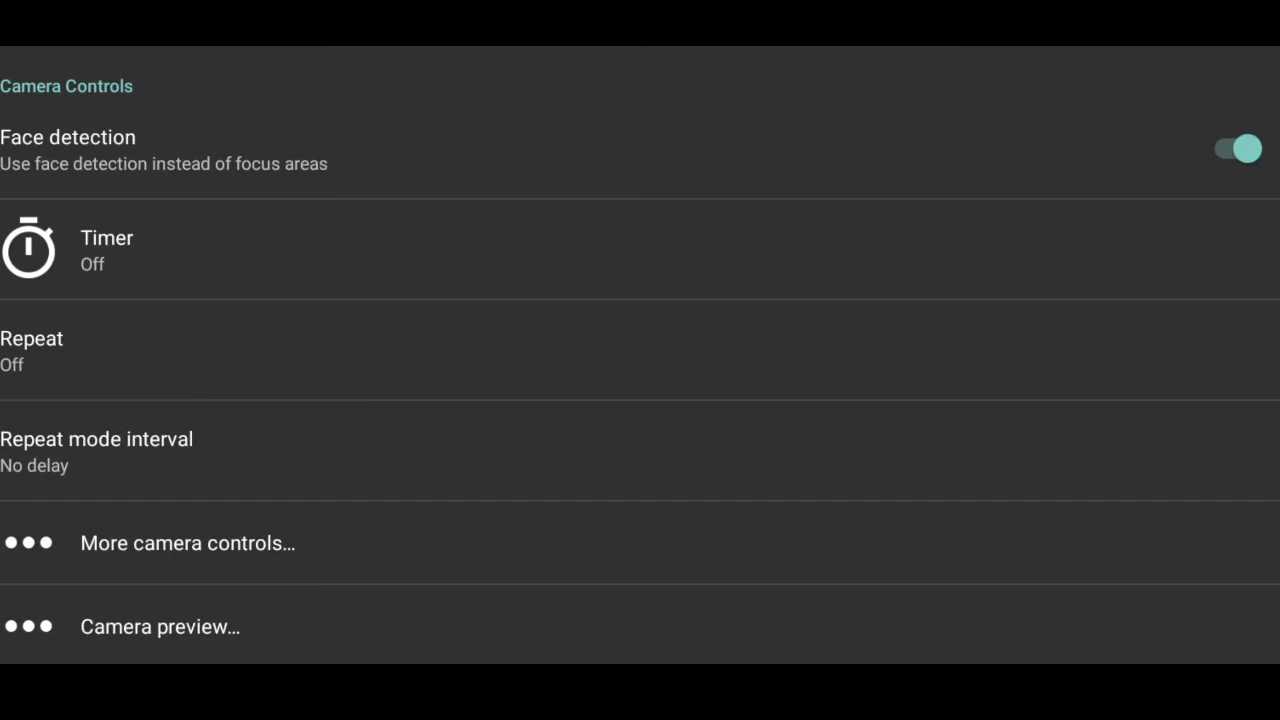 Camera Controls
Face detection
Use face detection instead of focus areas
Timer
Off
Repeat
Off
Repeat mode interval
No delay
More camera controls...
Camera preview...